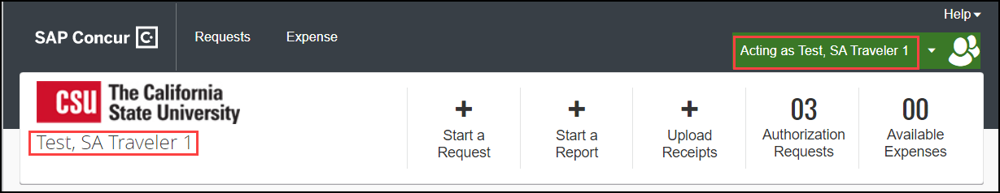 Help
SAP Concur C.
Requests
Expense
Acting as Test, SA Traveler 1
CSU
The California
State University
Test, SA Traveler 1
+
Start a
Request
+
Start a
Report
+
Upload
Receipts
03
Authorization
Requests
00
Available
Expenses